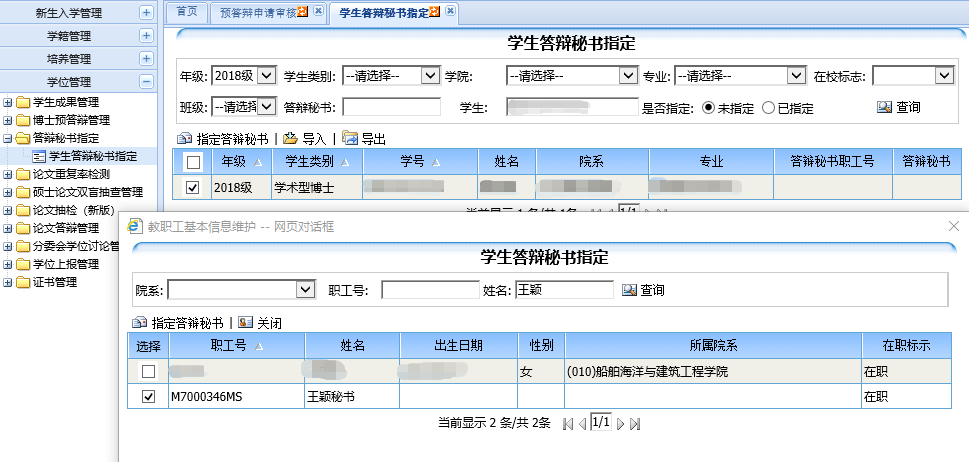 新生入学管理
学籍管理
培养管理
学位管理
学生成果管理
博士预答辩管理
答辩秘书指定
学生答辩秘书指定
论文重复率检测
硕士论文双盲抽查管理
论文抽检（新版）
论文答辩管理
分委会学位讨论管
学位上报管理
证书管理
首页 预答辩申请审核 学生答辩秘书指定
学生答辩秘书指定
年级: 2018级 学生类别: --请选择-- 学院: --请选择-- 专业: --请选择-- 在校标志:
班级: --请选择 答辩秘书: 学生: 是否指定: 未指定 已指定 查询
指定答辩秘书 | 导入 | 导出
年级 学生类别 学号 姓名 院系 专业 答辩秘书职工号 答辩秘书
2018级 学术型博士
当前显示 1 条/共 1条 1/1
教职工基本信息维护 -- 网页对话框
学生答辩秘书指定
院系: 职工号: 姓名: 王颖 查询
指定答辩秘书 | 关闭
选择 职工号 姓名 出生日期 性别 所属院系 在职标示
女 (010)船舶海洋与建筑工程学院 在职
M7000346MS 王颖秘书 在职
当前显示 2 条/共 2条 1/1